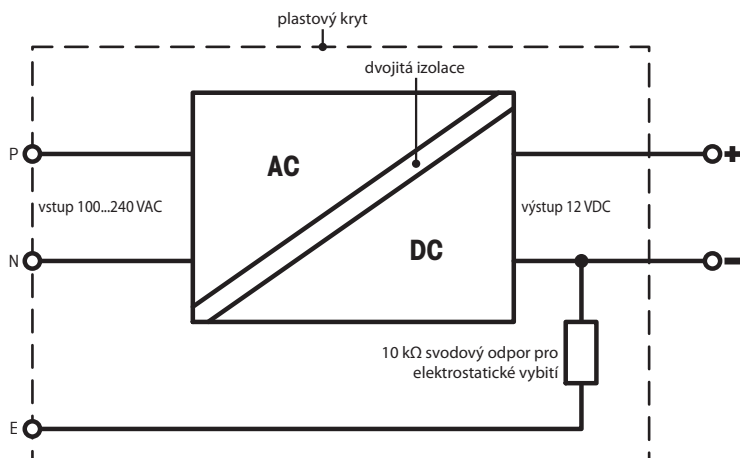 plastový kryt
dvojitá izolace
P
AC
+
vstup 100...240 VAC
výstup 12 VDC
N
DC
–
10 kΩ svodový odpor pro
elektrostatické vybití
E